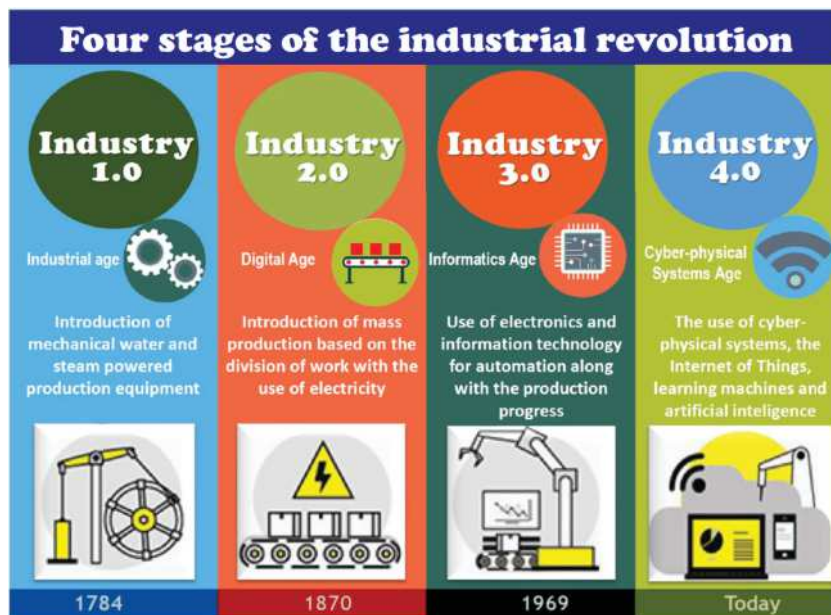 Four stages of the industrial revolution
Industry
1.0
Industrial age
Introduction of
mechanical water and
steam powered
production equipment
1784
Industry
2.0
Digital Age
Introduction of mass
production based on the
division of work with the
use of electricity
1870
Industry
3.0
Informatics Age
Use of electronics and
information technology
for automation along
with the production
progress
1969
Industry
4.0
Cyber-physical
Systems Age
The use of cyber-
physical systems, the
Internet of Things,
learning machines and
artificial inteligence
Today